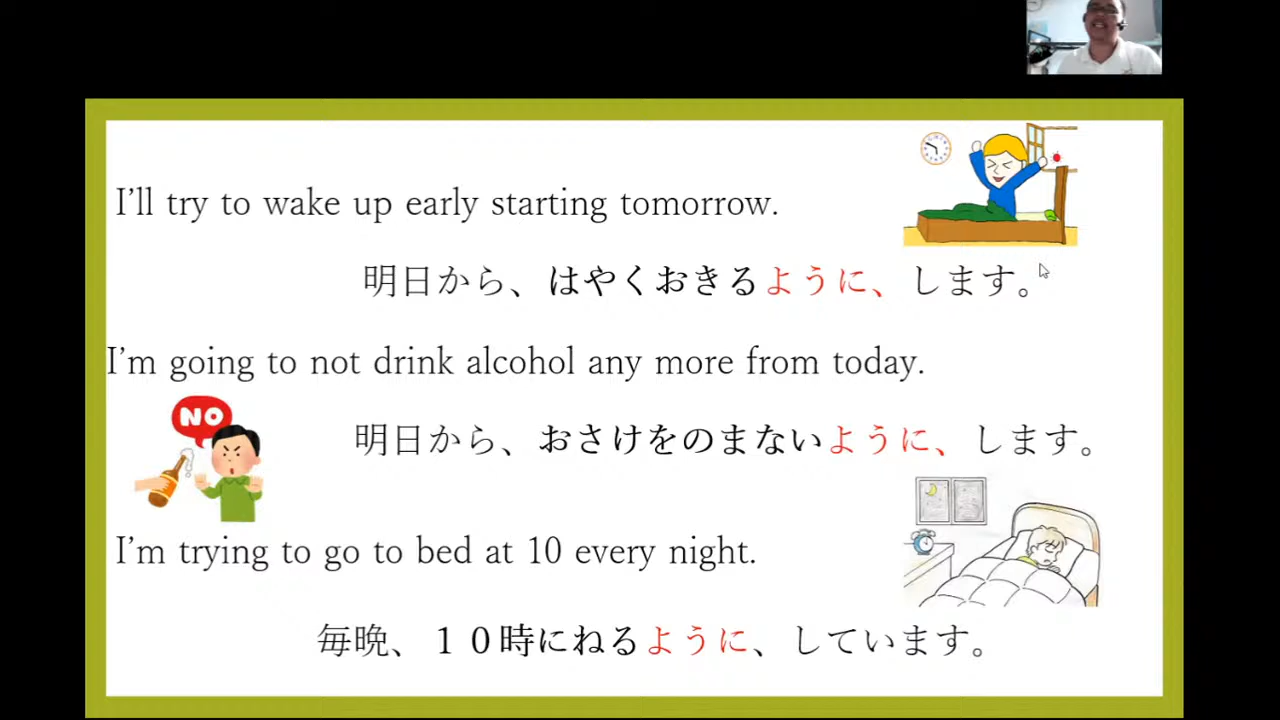 I'll try to wake up early starting tomorrow.
明日から、はやくおきるように、します。
I'm going to not drink alcohol any more from today.
NO
明日から、おさけをのまないように、します。
I'm trying to go to bed at 10 every night.
毎晩、１０時にねるように、しています。